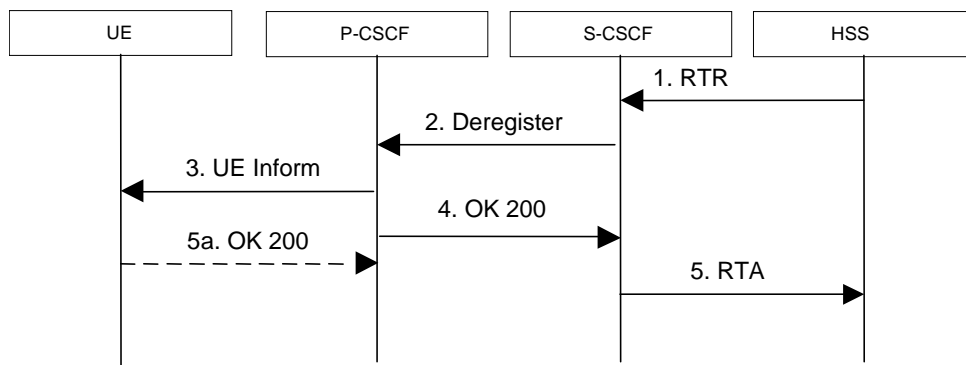 UE P-CSCF S-CSCF HSS
1. RTR
2. Deregister
3. UE Inform
4. OK 200
5a. OK 200
5. RTA